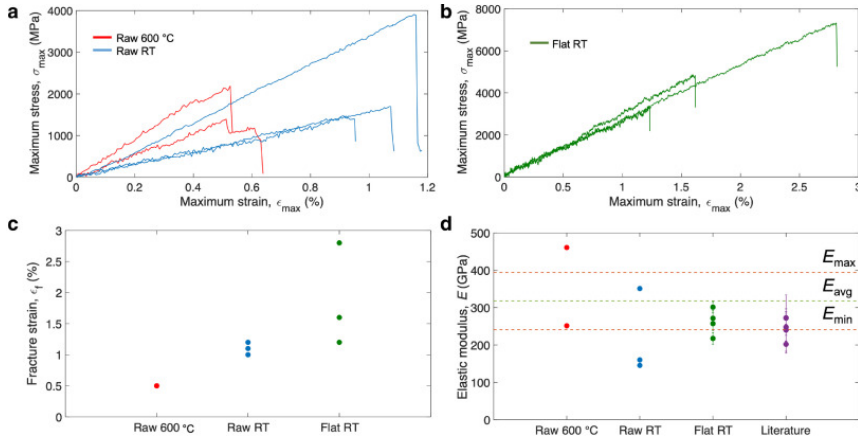 a
4000
3000
2000
1000
0
Maximum stress, σmax (MPa)
Raw 600 °C
Raw RT
0 0.2 0.4 0.6 0.8 1 1.2
Maximum strain, ϵmax (%)
b
8000
6000
4000
2000
0
Maximum stress, σmax (MPa)
Flat RT
0 0.5 1 1.5 2 2.5 3
Maximum strain, ϵmax (%)
c
3
2.5
2
1.5
1
0.5
0
Fracture strain, ϵf (%)
Raw 600 °C Raw RT Flat RT
d
500
400
300
200
100
0
Elastic modulus, E (GPa)
Emax
Eavg
Emin
Raw 600 °C Raw RT Flat RT Literature